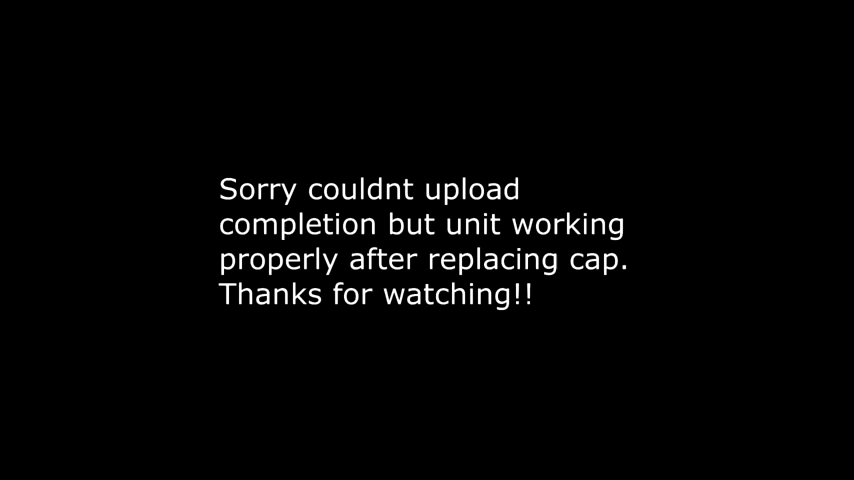 Sorry couldnt upload
completion but unit working
properly after replacing cap.
Thanks for watching!!